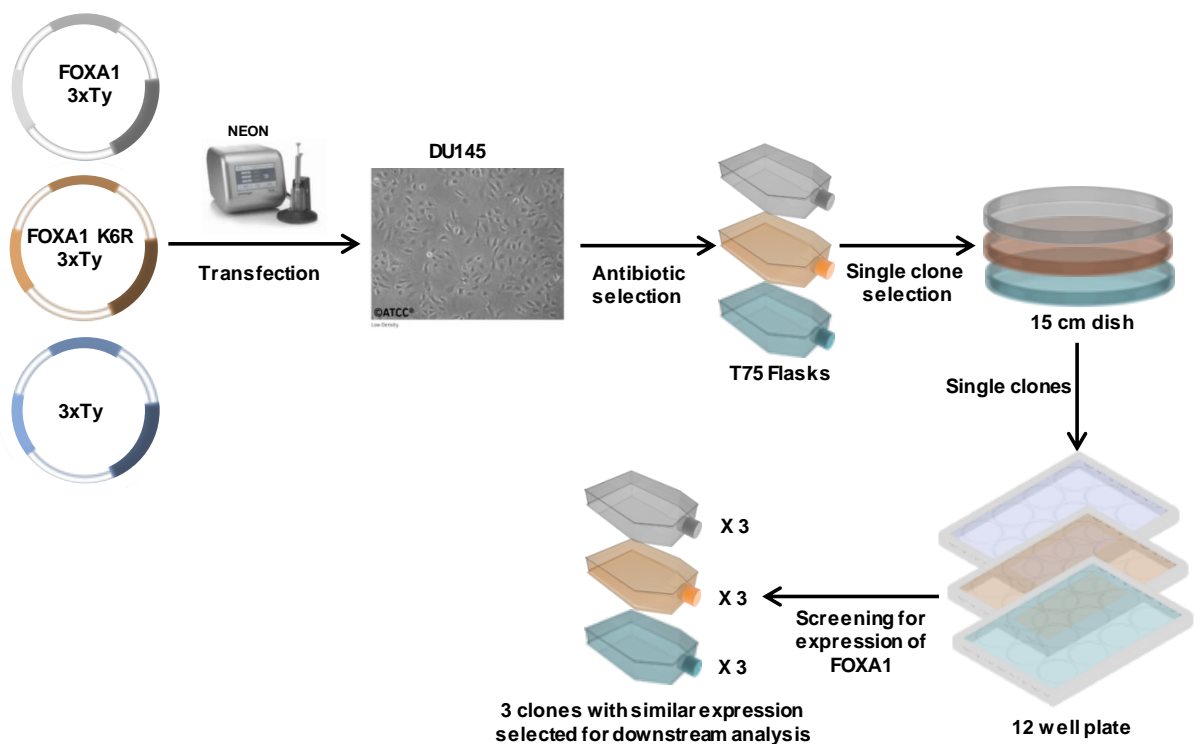 FOXA1
3xTy
FOXA1 K6R
3xTy
3xTy
NEON
Transfection
DU145
©ATCC®
Low Density
Antibiotic
selection
T75 Flasks
Single clone
selection
15 cm dish
Single clones
12 well plate
Screening for
expression of
FOXA1
X 3
X 3
X 3
3 clones with similar expression
selected for downstream analysis